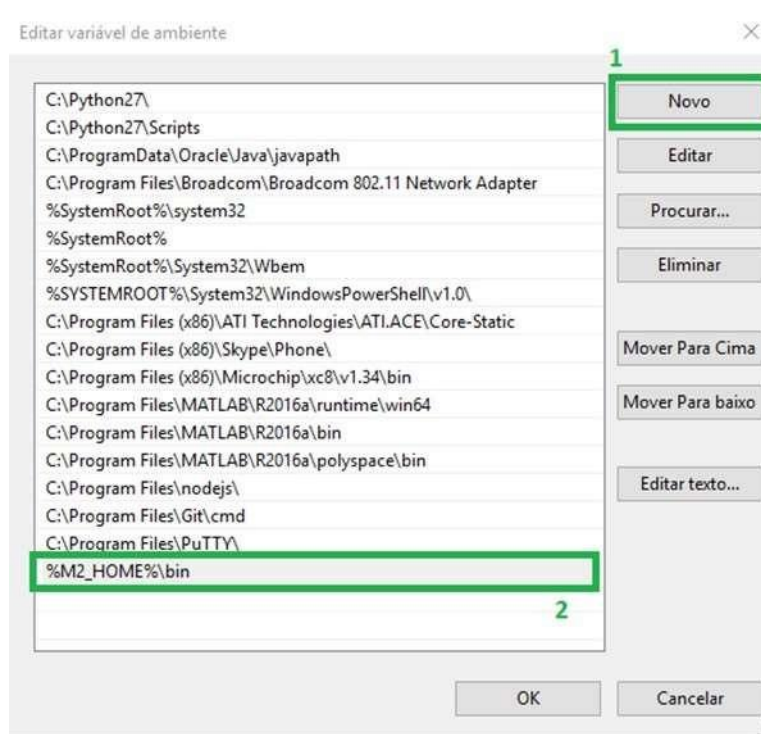 Editar variável de ambiente
1
C:\Python27\
Novo
C:\Python27\Scripts
C:\ProgramData\Oracle\Java\javapath
Editar
C:\Program Files\Broadcom\Broadcom 802.11 Network Adapter
%SystemRoot%\system32
Procurar...
%SystemRoot%
%SystemRoot%\System32\Wbem
Eliminar
%SYSTEMROOT%\System32\WindowsPowerShell\v1.0\
C:\Program Files (x86)\ATI Technologies\ATI.ACE\Core-Static
C:\Program Files (x86)\Skype\Phone\
Mover Para Cima
C:\Program Files (x86)\Microchip\xc8\v1.34\bin
C:\Program Files\MATLAB\R2016a\runtime\win64
Mover Para baixo
C:\Program Files\MATLAB\R2016a\bin
C:\Program Files\MATLAB\R2016a\polyspace\bin
C:\Program Files\nodejs\
Editar texto...
C:\Program Files\Git\cmd
C:\Program Files\PuTTY\
%M2_HOME%\bin
2
OK
Cancelar